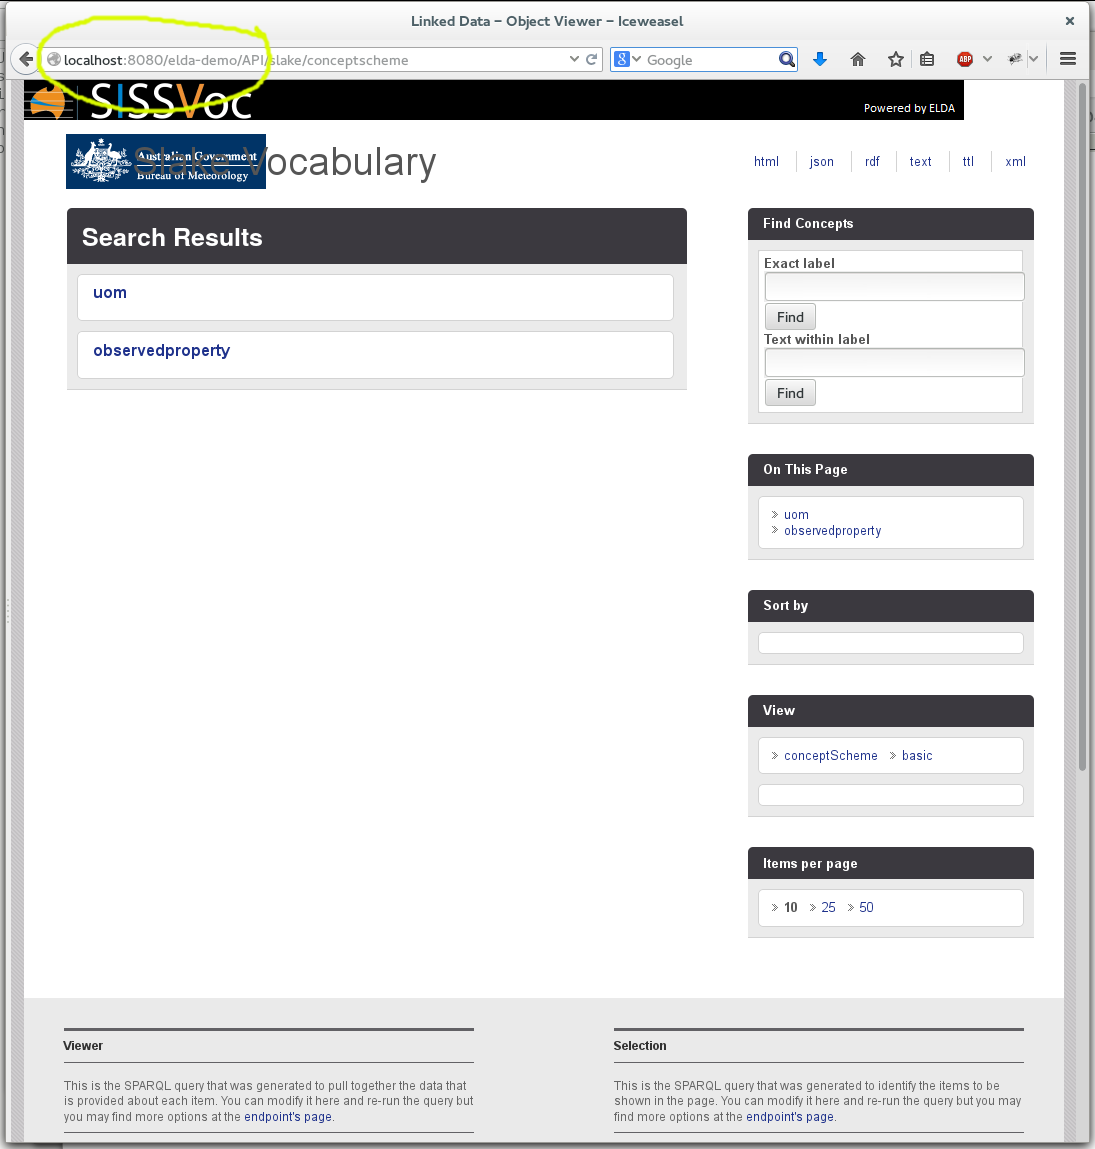 Linked Data – Object Viewer – Iceweasel
localhost:8080/elda-demo/API/slake/conceptscheme
Google
ABP
SISSVoc
Powered by ELDA
Australian Government
Bureau of Meteorology
Slake Vocabulary
html json rdf text ttl xml
Search Results
uom
observedproperty
Find Concepts
Exact label
Find
Text within label
Find
On This Page
uom
observedproperty
Sort by
View
conceptScheme basic
Items per page
10 25 50
Viewer
This is the SPARQL query that was generated to pull together the data that
is provided about each item. You can modify it here and re-run the query but
you may find more options at the endpoint's page.
Selection
This is the SPARQL query that was generated to identify the items to be
shown in the page. You can modify it here and re-run the query but you may
find more options at the endpoint's page.